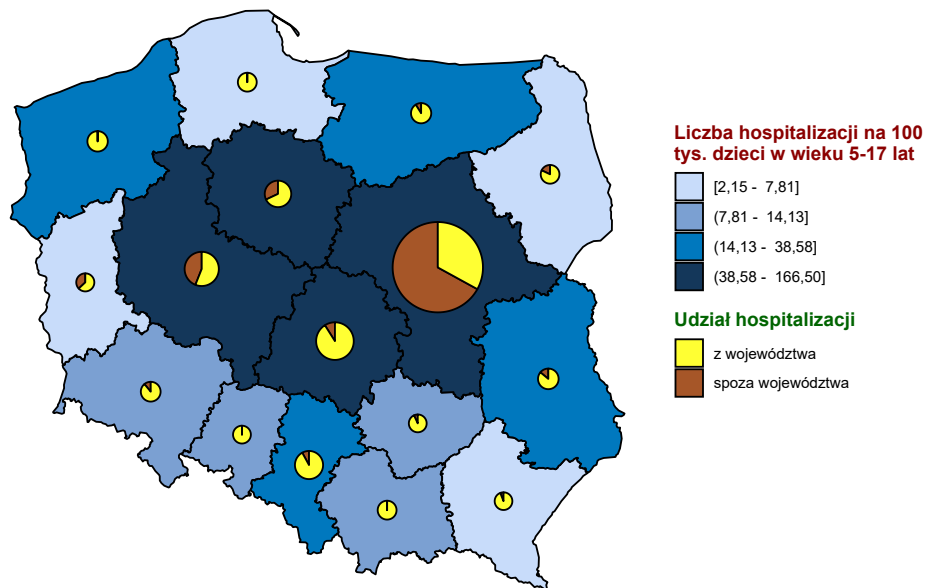 Liczba hospitalizacji na 100
tys. dzieci w wieku 5-17 lat
[2,15 - 7,81]
(7,81 - 14,13]
(14,13 - 38,58]
(38,58 - 166,50]
Udział hospitalizacji
z województwa
spoza województwa